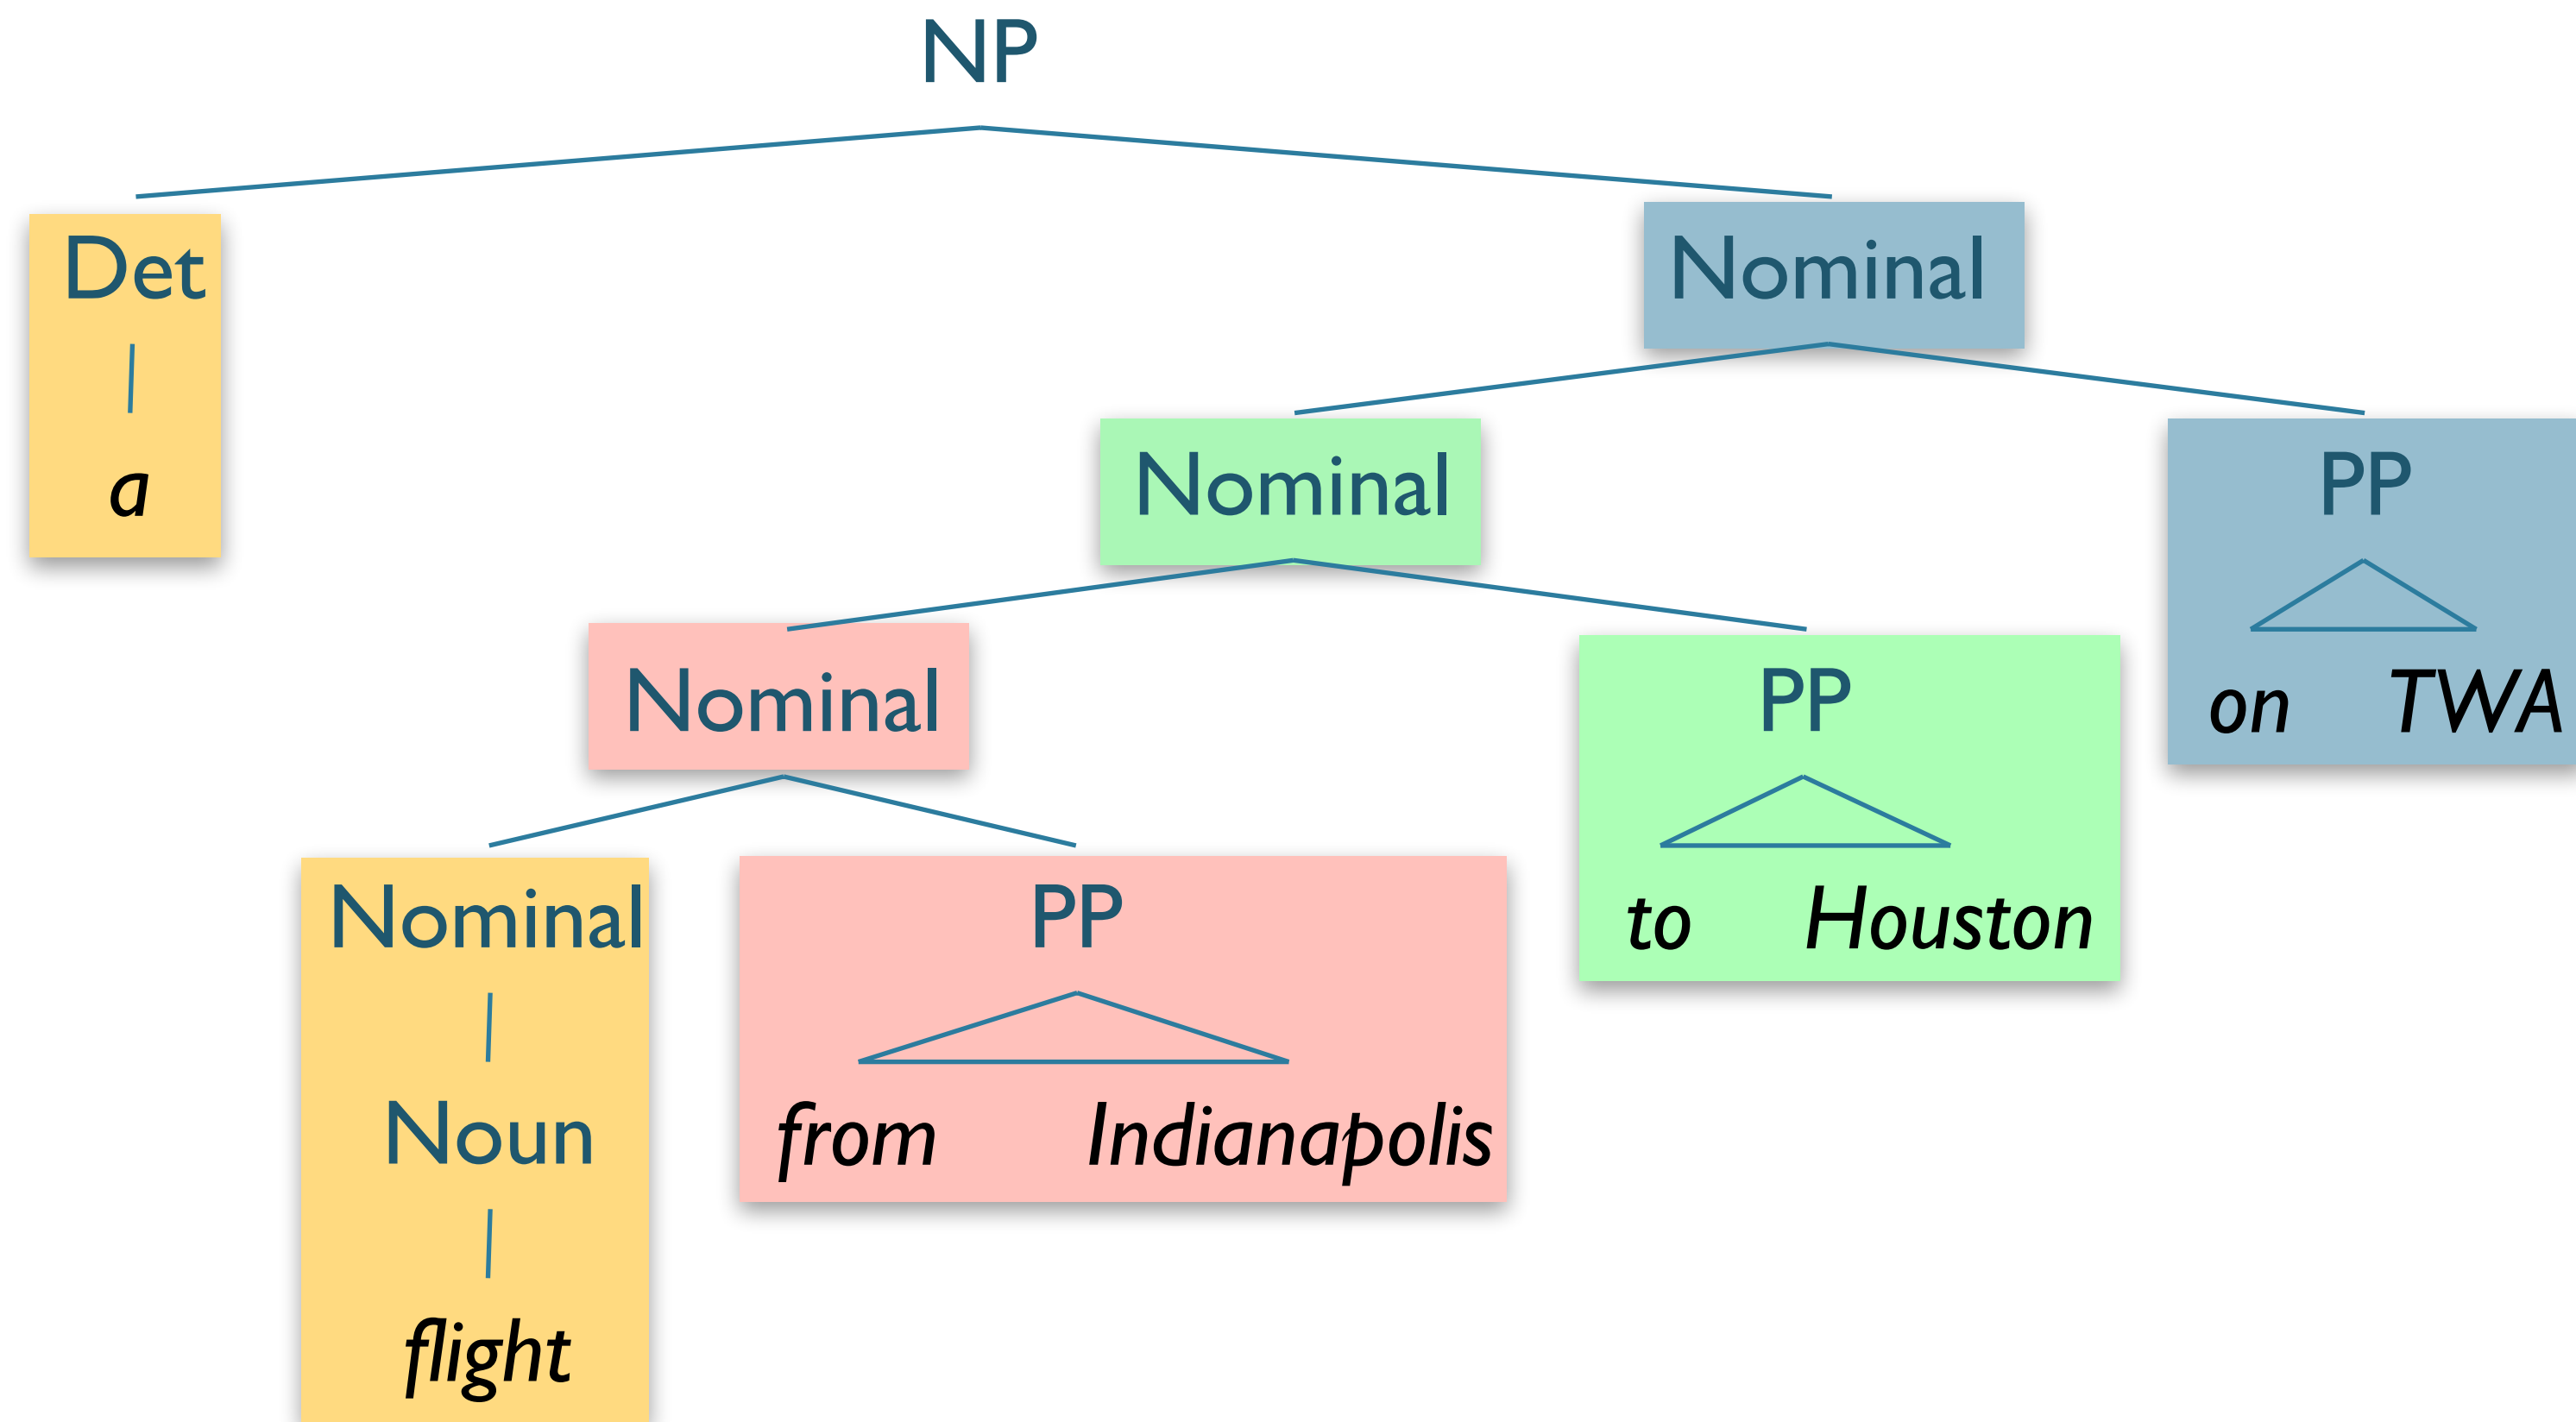 NP
Det Nominal
a Nominal PP
Nominal PP on TWA
Nominal PP to Houston
Noun from Indianapolis
flight